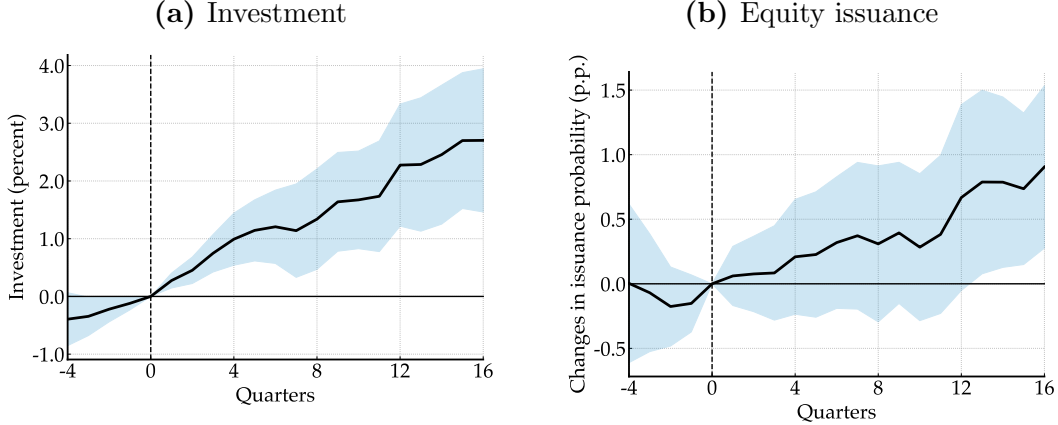 (a) Investment
Investment (percent)
4.0
3.0
2.0
1.0
0.0
-1.0
-4 0 4 8 12 16
Quarters
(b) Equity issuance
Changes in issuance probability (p.p.)
1.5
1.0
0.5
0.0
-0.5
-4 0 4 8 12 16
Quarters